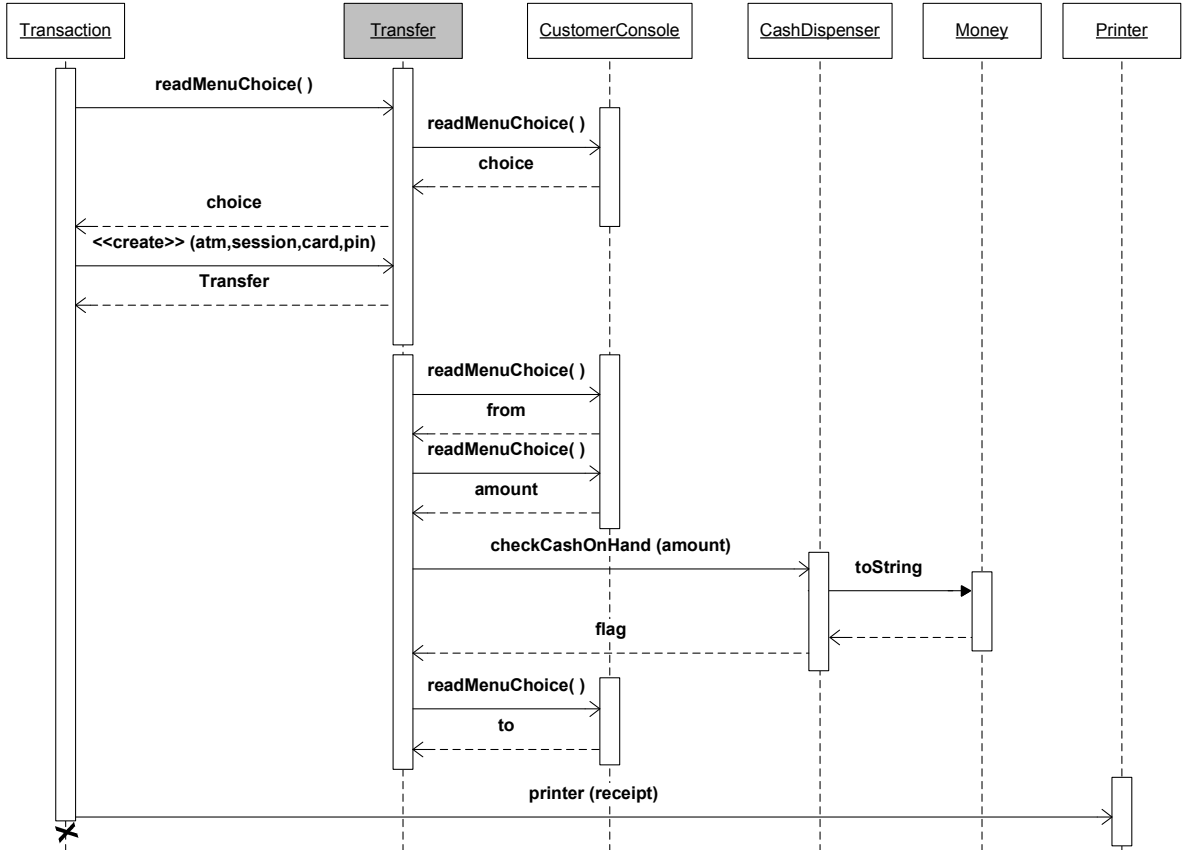 Transaction
Transfer
CustomerConsole
CashDispenser
Money
Printer
readMenuChoice( )
readMenuChoice( )
choice
choice
<<create>> (atm,session,card,pin)
Transfer
readMenuChoice( )
from
readMenuChoice( )
amount
checkCashOnHand (amount)
toString
flag
readMenuChoice( )
to
printer (receipt)